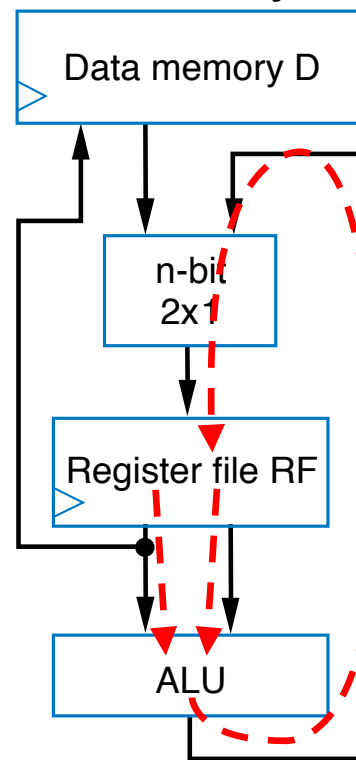 Data memory D
n-bit
2x1
Register file RF
ALU